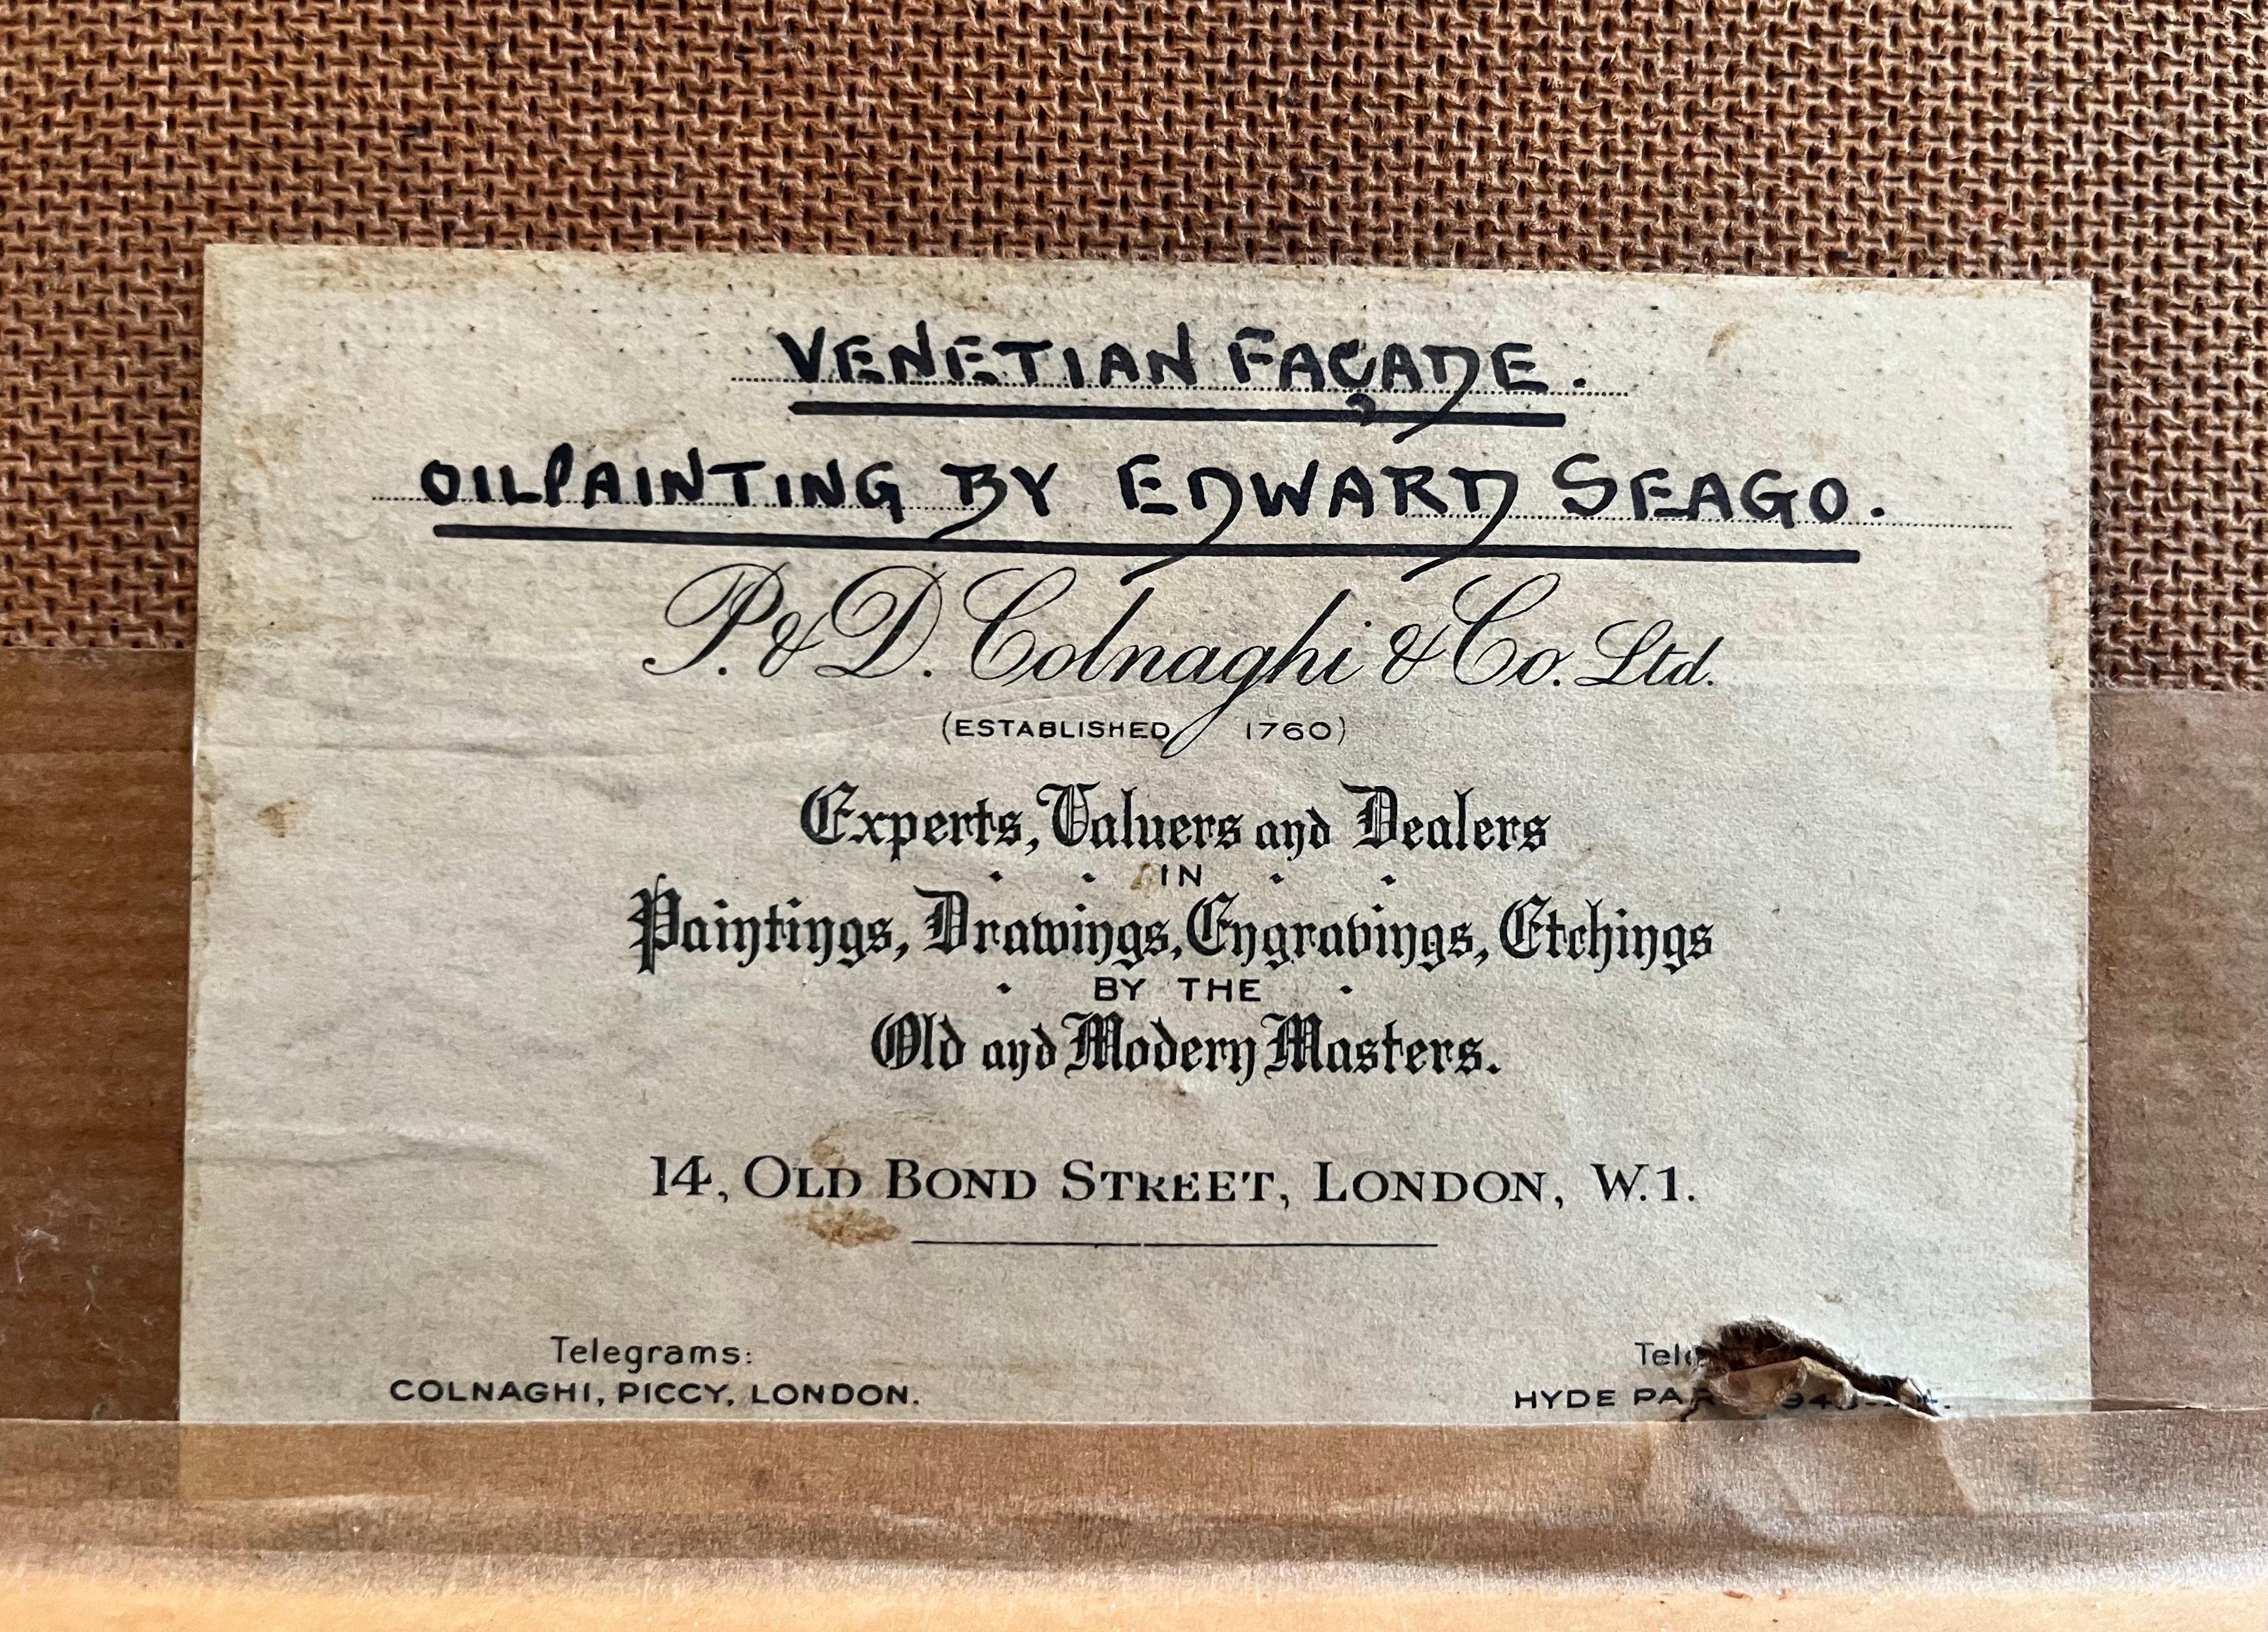 VENETIAN FAÇADE.
OILPAINTING BY EDWARD SEAGO.
P. & D. Colnaghi & Co. Ltd.
(ESTABLISHED 1760)
Experts, Valuers and Dealers
· · IN · ·
Paintings, Drawings, Engravings, Etchings
· BY THE ·
Old and Modern Masters.
14, OLD BOND STREET, LONDON, W.1.
Telegrams:
COLNAGHI, PICCY, LONDON.
HYDE